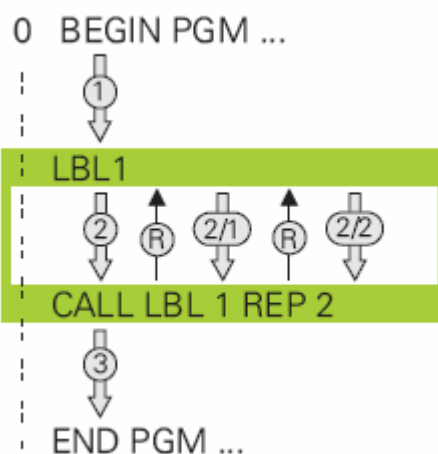 0 BEGIN PGM ...
1
LBL1
2 R 2/1 R 2/2
CALL LBL 1 REP 2
3
END PGM ...